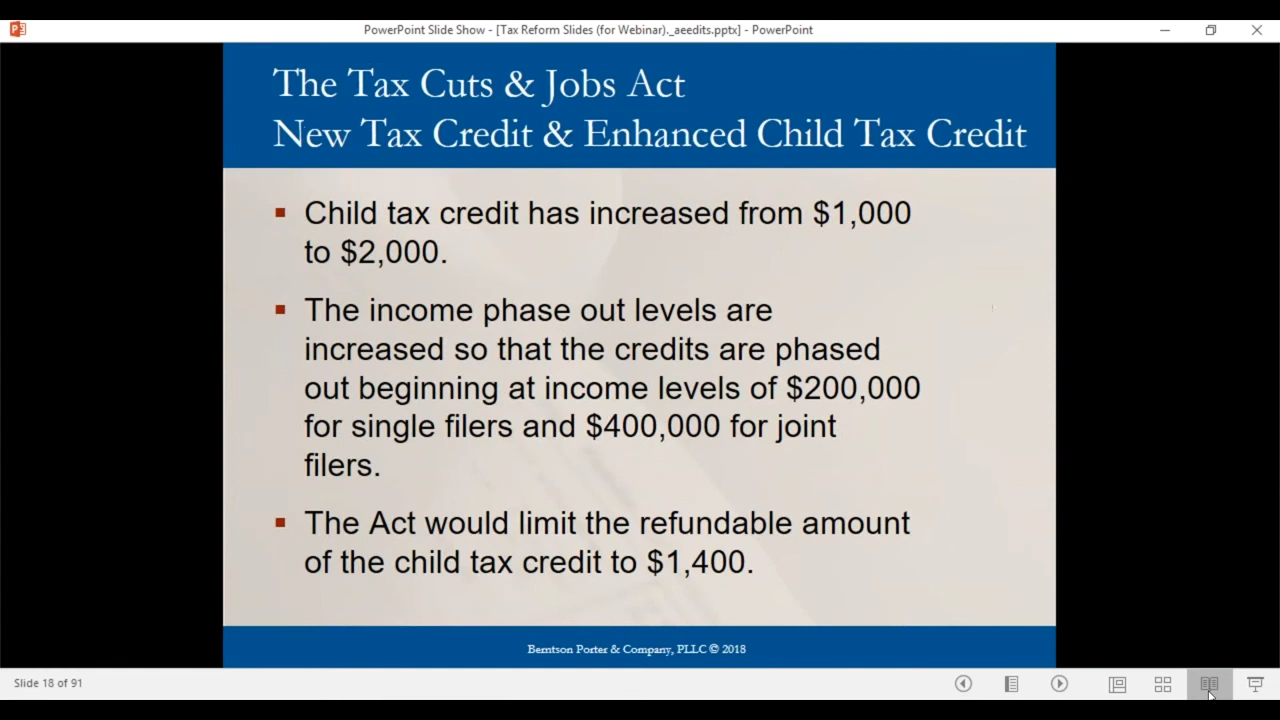 PowerPoint Slide Show - [Tax Reform Slides (for Webinar)._aeedits.pptx] - PowerPoint
The Tax Cuts & Jobs Act
New Tax Credit & Enhanced Child Tax Credit
Child tax credit has increased from $1,000
to $2,000.
The income phase out levels are
increased so that the credits are phased
out beginning at income levels of $200,000
for single filers and $400,000 for joint
filers.
The Act would limit the refundable amount
of the child tax credit to $1,400.
Berntson Porter & Company, PLLC © 2018
Slide 18 of 91